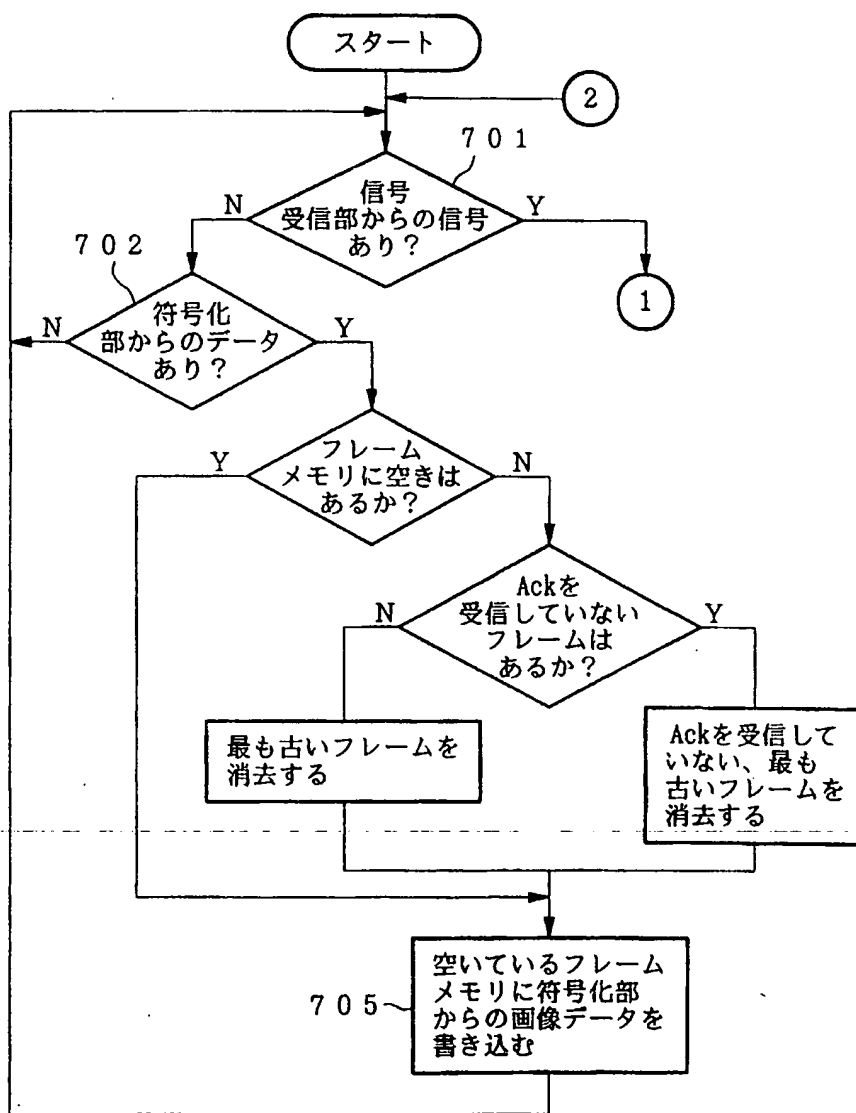 スタート
2
701
信号
受信部からの信号
あり？
N
Y
1
702
符号化
部からのデータ
あり？
N
Y
フレーム
メモリに空きは
あるか？
Y
N
Ackを
受信していない
フレームは
あるか？
N
Y
最も古いフレームを
消去する
Ackを受信して
いない、最も
古いフレームを
消去する
705
空いているフレーム
メモリに符号化部
からの画像データを
書き込む